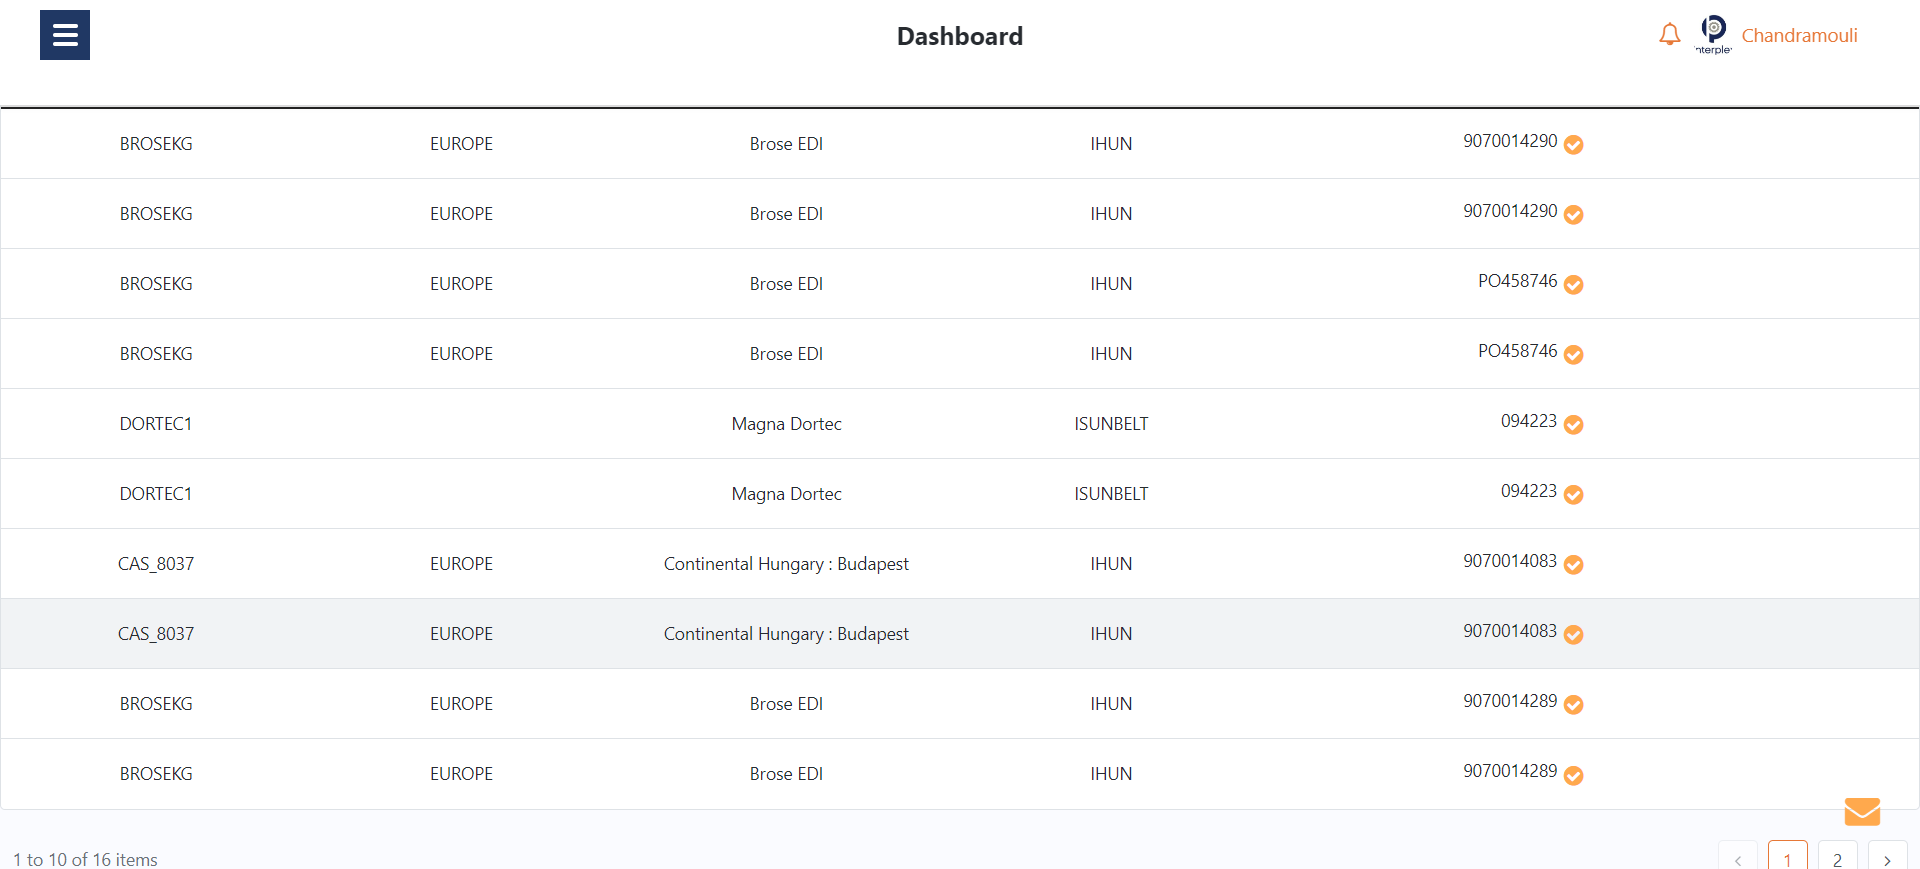 Dashboard
Chandramouli
BROSEKG EUROPE Brose EDI IHUN 9070014290
BROSEKG EUROPE Brose EDI IHUN 9070014290
BROSEKG EUROPE Brose EDI IHUN PO458746
BROSEKG EUROPE Brose EDI IHUN PO458746
DORTEC1 Magna Dortec ISUNBELT 094223
DORTEC1 Magna Dortec ISUNBELT 094223
CAS_8037 EUROPE Continental Hungary : Budapest IHUN 9070014083
CAS_8037 EUROPE Continental Hungary : Budapest IHUN 9070014083
BROSEKG EUROPE Brose EDI IHUN 9070014289
BROSEKG EUROPE Brose EDI IHUN 9070014289
1 to 10 of 16 items
1 2